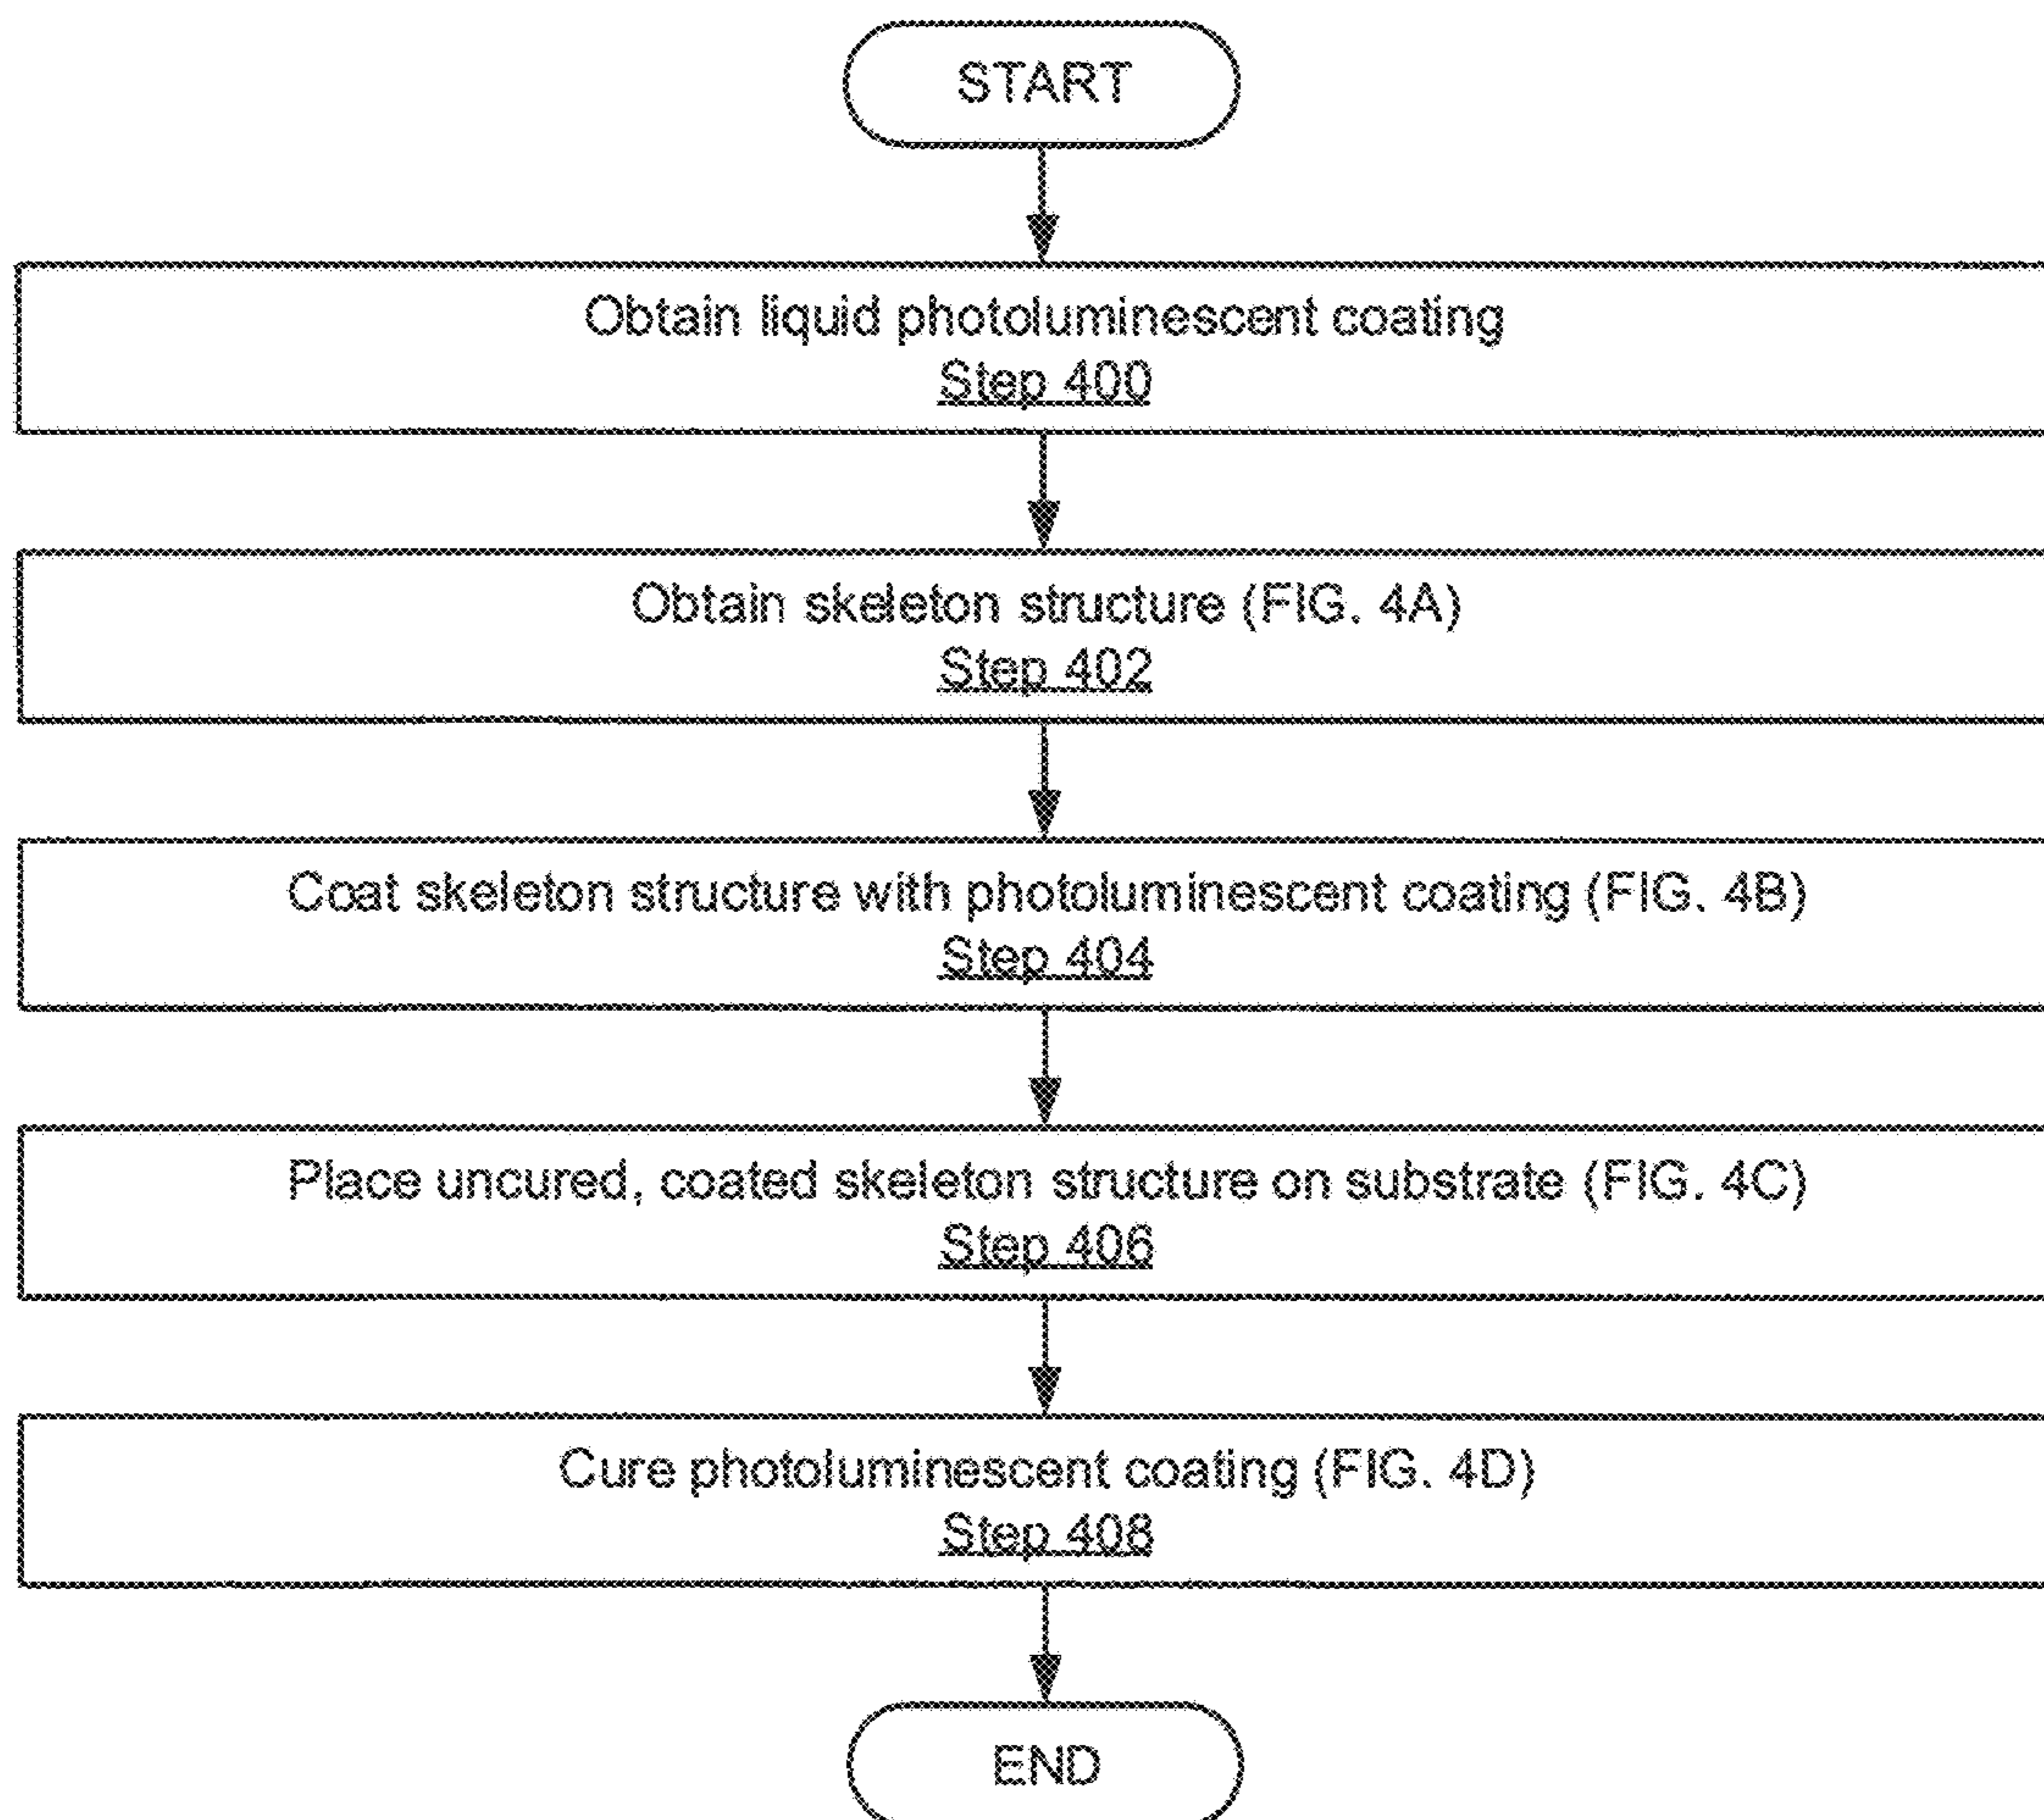 START
Obtain liquid photoluminescent coating
Step 400
Obtain skeleton structure (FIG. 4A)
Step 402
Coat skeleton structure with photoluminescent coating (FIG. 4B)
Step 404
Place uncured, coated skeleton structure on substrate (FIG. 4C)
Step 406
Cure photoluminescent coating (FIG. 4D)
Step 408
END